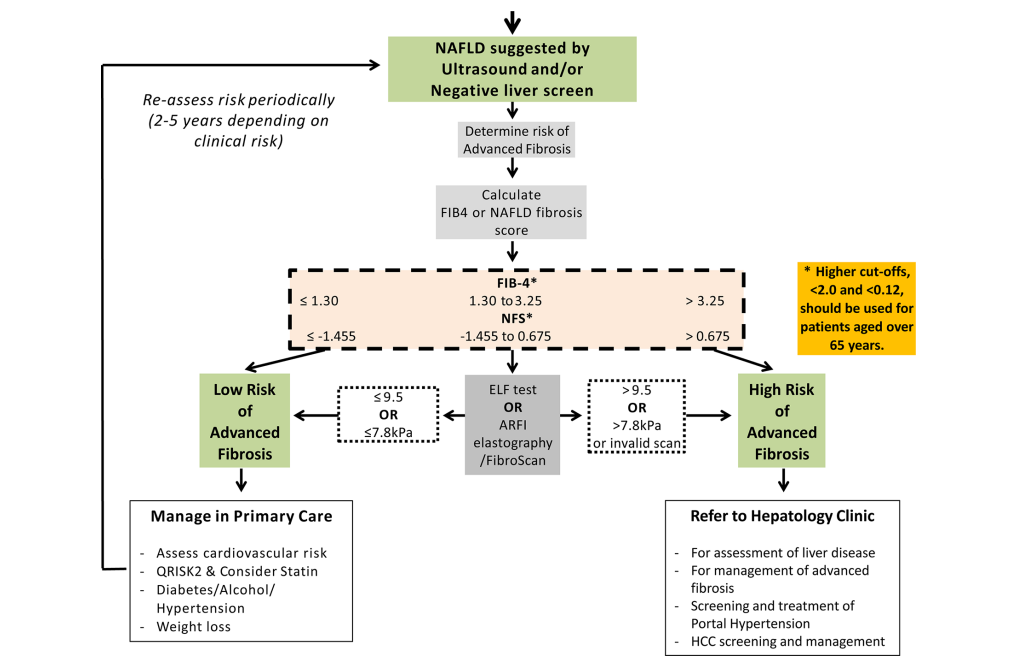 NAFLD suggested by
Ultrasound and/or
Negative liver screen
Re-assess risk periodically
(2-5 years depending on
clinical risk)
Determine risk of
Advanced Fibrosis
Calculate
FIB4 or NAFLD fibrosis
score
FIB-4*
≤ 1.30 1.30 to 3.25 > 3.25
NFS*
≤ -1.455 -1.455 to 0.675 > 0.675
* Higher cut-offs,
<2.0 and <0.12,
should be used for
patients aged over
65 years.
Low Risk
of
Advanced
Fibrosis
≤ 9.5
OR
≤7.8kPa
ELF test
OR
ARFI
elastography
/FibroScan
> 9.5
OR
>7.8kPa
or invalid scan
High Risk
of
Advanced
Fibrosis
Manage in Primary Care
- Assess cardiovascular risk
- QRISK2 & Consider Statin
- Diabetes/Alcohol/
Hypertension
- Weight loss
Refer to Hepatology Clinic
- For assessment of liver disease
- For management of advanced
fibrosis
- Screening and treatment of
Portal Hypertension
- HCC screening and management